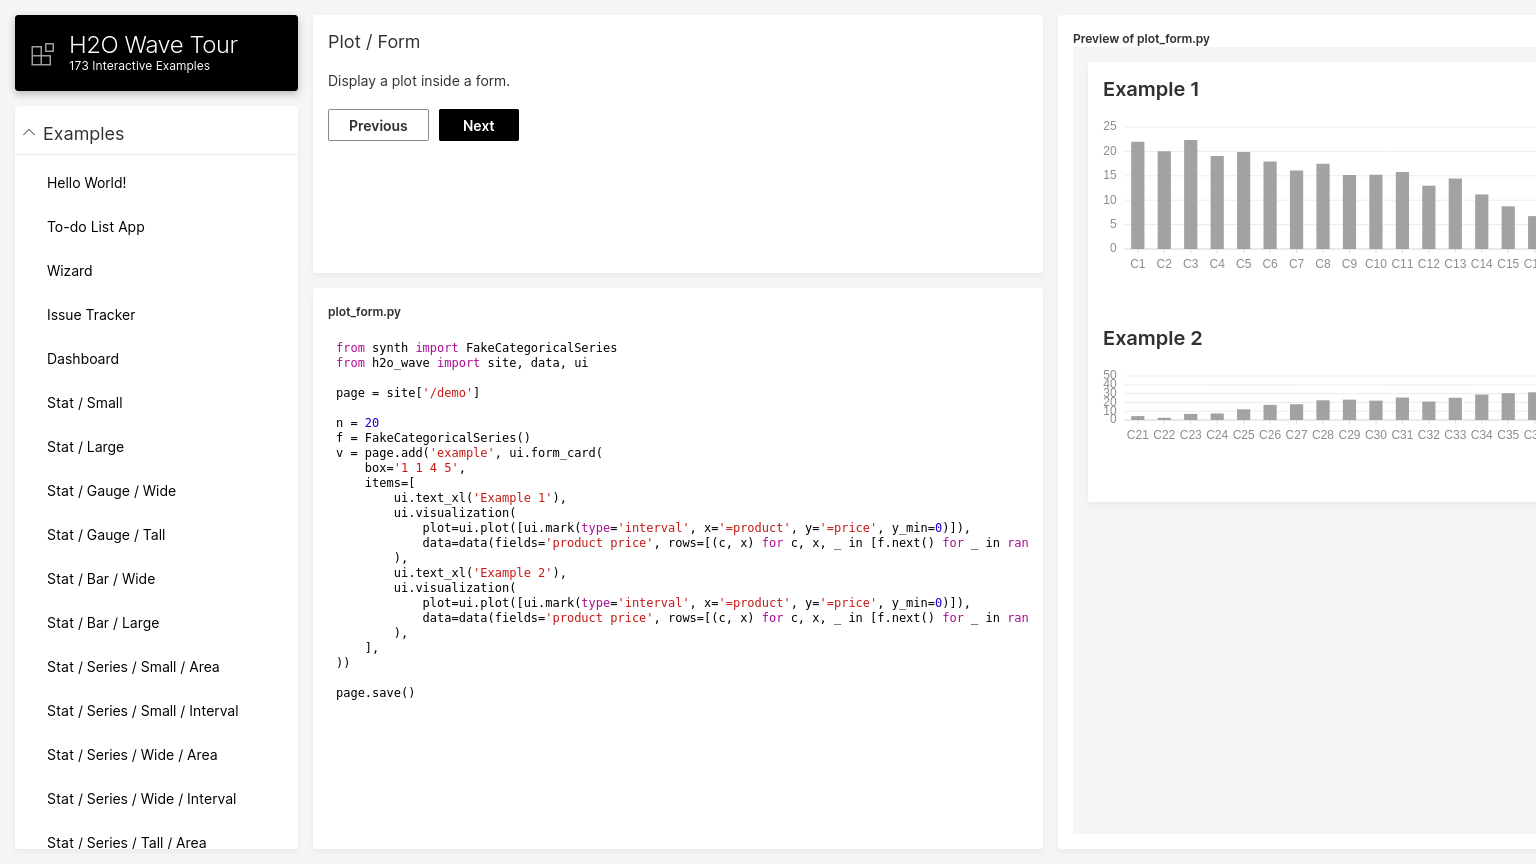 H2O Wave Tour
173 Interactive Examples
Examples
Hello World!
To-do List App
Wizard
Issue Tracker
Dashboard
Stat / Small
Stat / Large
Stat / Gauge / Wide
Stat / Gauge / Tall
Stat / Bar / Wide
Stat / Bar / Large
Stat / Series / Small / Area
Stat / Series / Small / Interval
Stat / Series / Wide / Area
Stat / Series / Wide / Interval
Stat / Series / Tall / Area
Plot / Form
Display a plot inside a form.
Previous Next
plot_form.py
from synth import FakeCategoricalSeries
from h2o_wave import site, data, ui
page = site['/demo']
n = 20
f = FakeCategoricalSeries()
v = page.add('example', ui.form_card(
    box='1 1 4 5',
    items=[
        ui.text_xl('Example 1'),
        ui.visualization(
            plot=ui.plot([ui.mark(type='interval', x='=product', y='=price', y_min=0)]),
            data=data(fields='product price', rows=[(c, x) for c, x, _ in [f.next() for _ in ran
        ),
        ui.text_xl('Example 2'),
        ui.visualization(
            plot=ui.plot([ui.mark(type='interval', x='=product', y='=price', y_min=0)]),
            data=data(fields='product price', rows=[(c, x) for c, x, _ in [f.next() for _ in ran
        ),
    ],
))
page.save()
Preview of plot_form.py
Example 1
25
20
15
10
5
0
C1 C2 C3 C4 C5 C6 C7 C8 C9 C10 C11 C12 C13 C14 C15 C1
Example 2
50
40
30
20
10
0
C21 C22 C23 C24 C25 C26 C27 C28 C29 C30 C31 C32 C33 C34 C35 C3